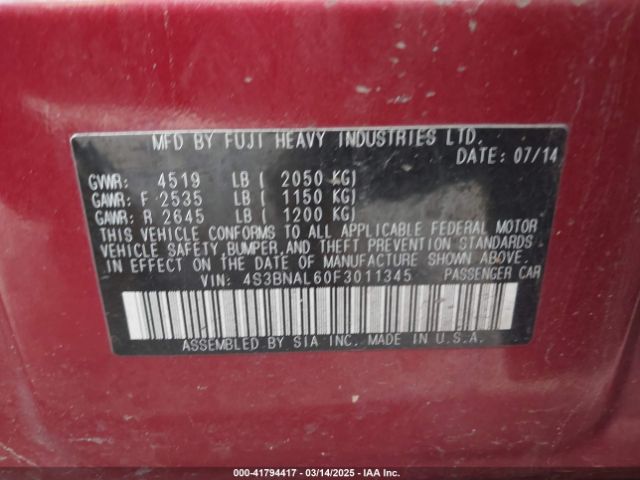 MFD BY FUJI HEAVY INDUSTRIES LTD.
DATE: 07/14
GVWR: 4519 LB ( 2050 KG)
GAWR: F 2535 LB ( 1150 KG)
GAWR: R 2645 LB ( 1200 KG)
THIS VEHICLE CONFORMS TO ALL APPLICABLE FEDERAL MOTOR
VEHICLE SAFETY, BUMPER, AND THEFT PREVENTION STANDARDS
IN EFFECT ON THE DATE OF MANUFACTURE SHOWN ABOVE.
VIN: 4S3BNAL60F3011345 PASSENGER CAR
ASSEMBLED BY SIA INC. MADE IN U.S.A.
000-41794417 - 03/14/2025 - IAA Inc.